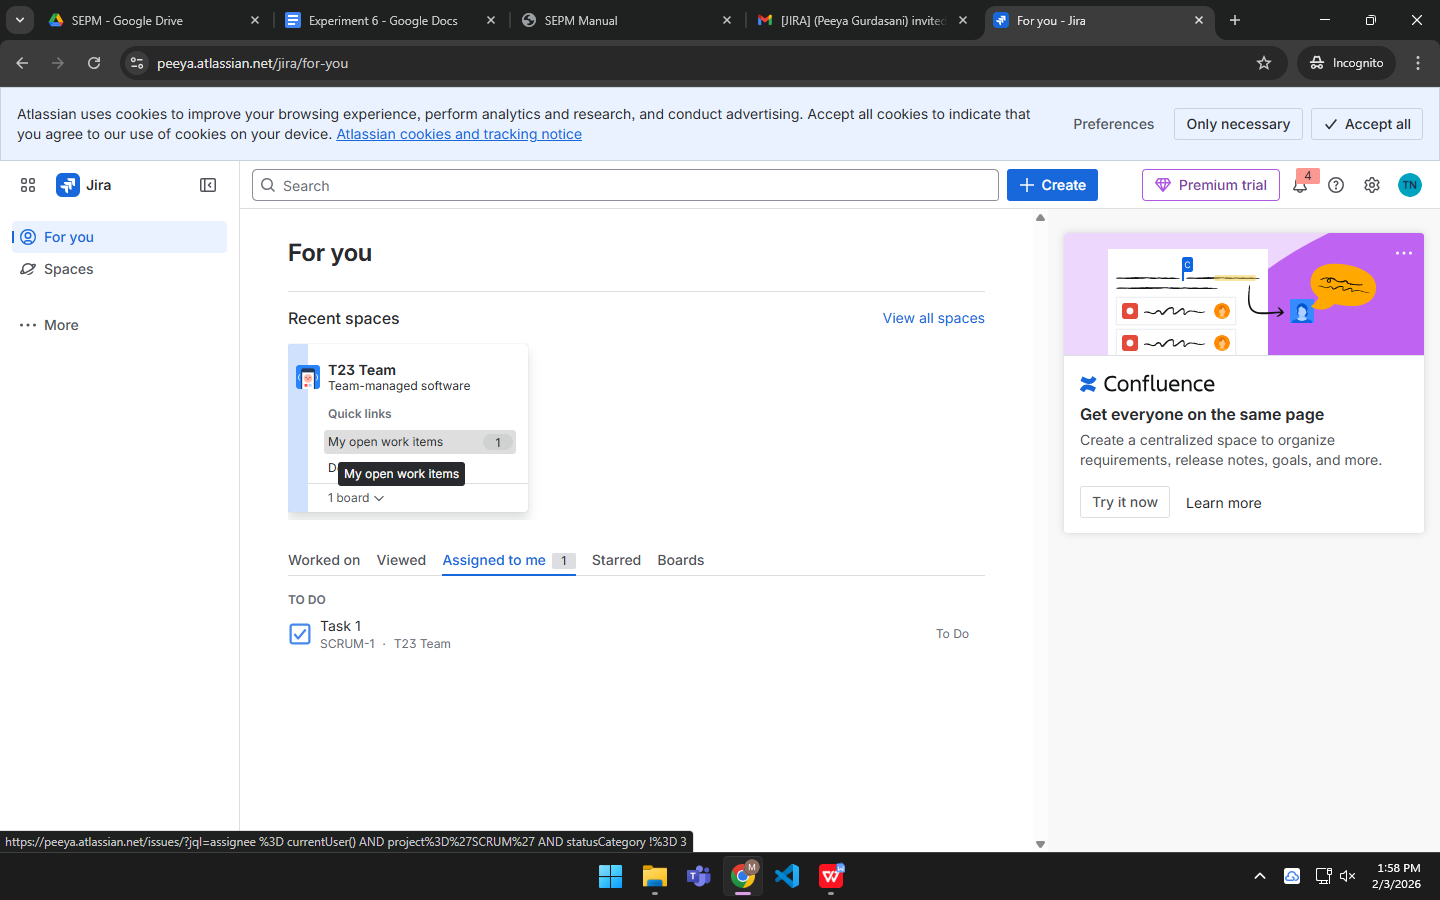 SEPM - Google Drive
Experiment 6 - Google Docs
SEPM Manual
[JIRA] (Peeya Gurdasani) invited
For you - Jira
peeya.atlassian.net/jira/for-you
Incognito
Atlassian uses cookies to improve your browsing experience, perform analytics and research, and conduct advertising. Accept all cookies to indicate that
you agree to our use of cookies on your device. Atlassian cookies and tracking notice
Preferences
Only necessary
Accept all
Jira
Search
Create
Premium trial
4
TN
For you
Spaces
More
For you
Recent spaces
View all spaces
T23 Team
Team-managed software
Quick links
My open work items 1
D
My open work items
1 board
Worked on
Viewed
Assigned to me 1
Starred
Boards
TO DO
Task 1
SCRUM-1 · T23 Team
To Do
C
Confluence
Get everyone on the same page
Create a centralized space to organize
requirements, release notes, goals, and more.
Try it now
Learn more
https://peeya.atlassian.net/issues/?jql=assignee %3D currentUser() AND project%3D%27SCRUM%27 AND statusCategory !%3D 3
M
1:58 PM
2/3/2026